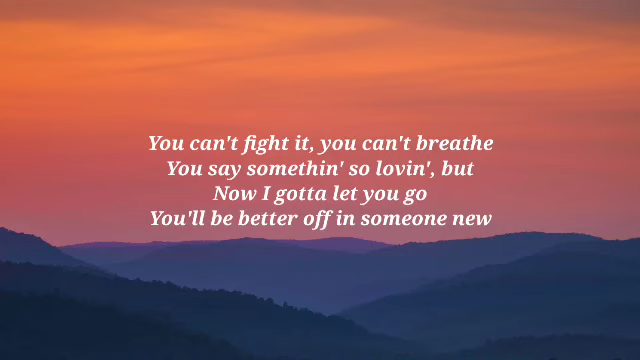 You can't fight it, you can't breathe
You say somethin' so lovin', but
Now I gotta let you go
You'll be better off in someone new